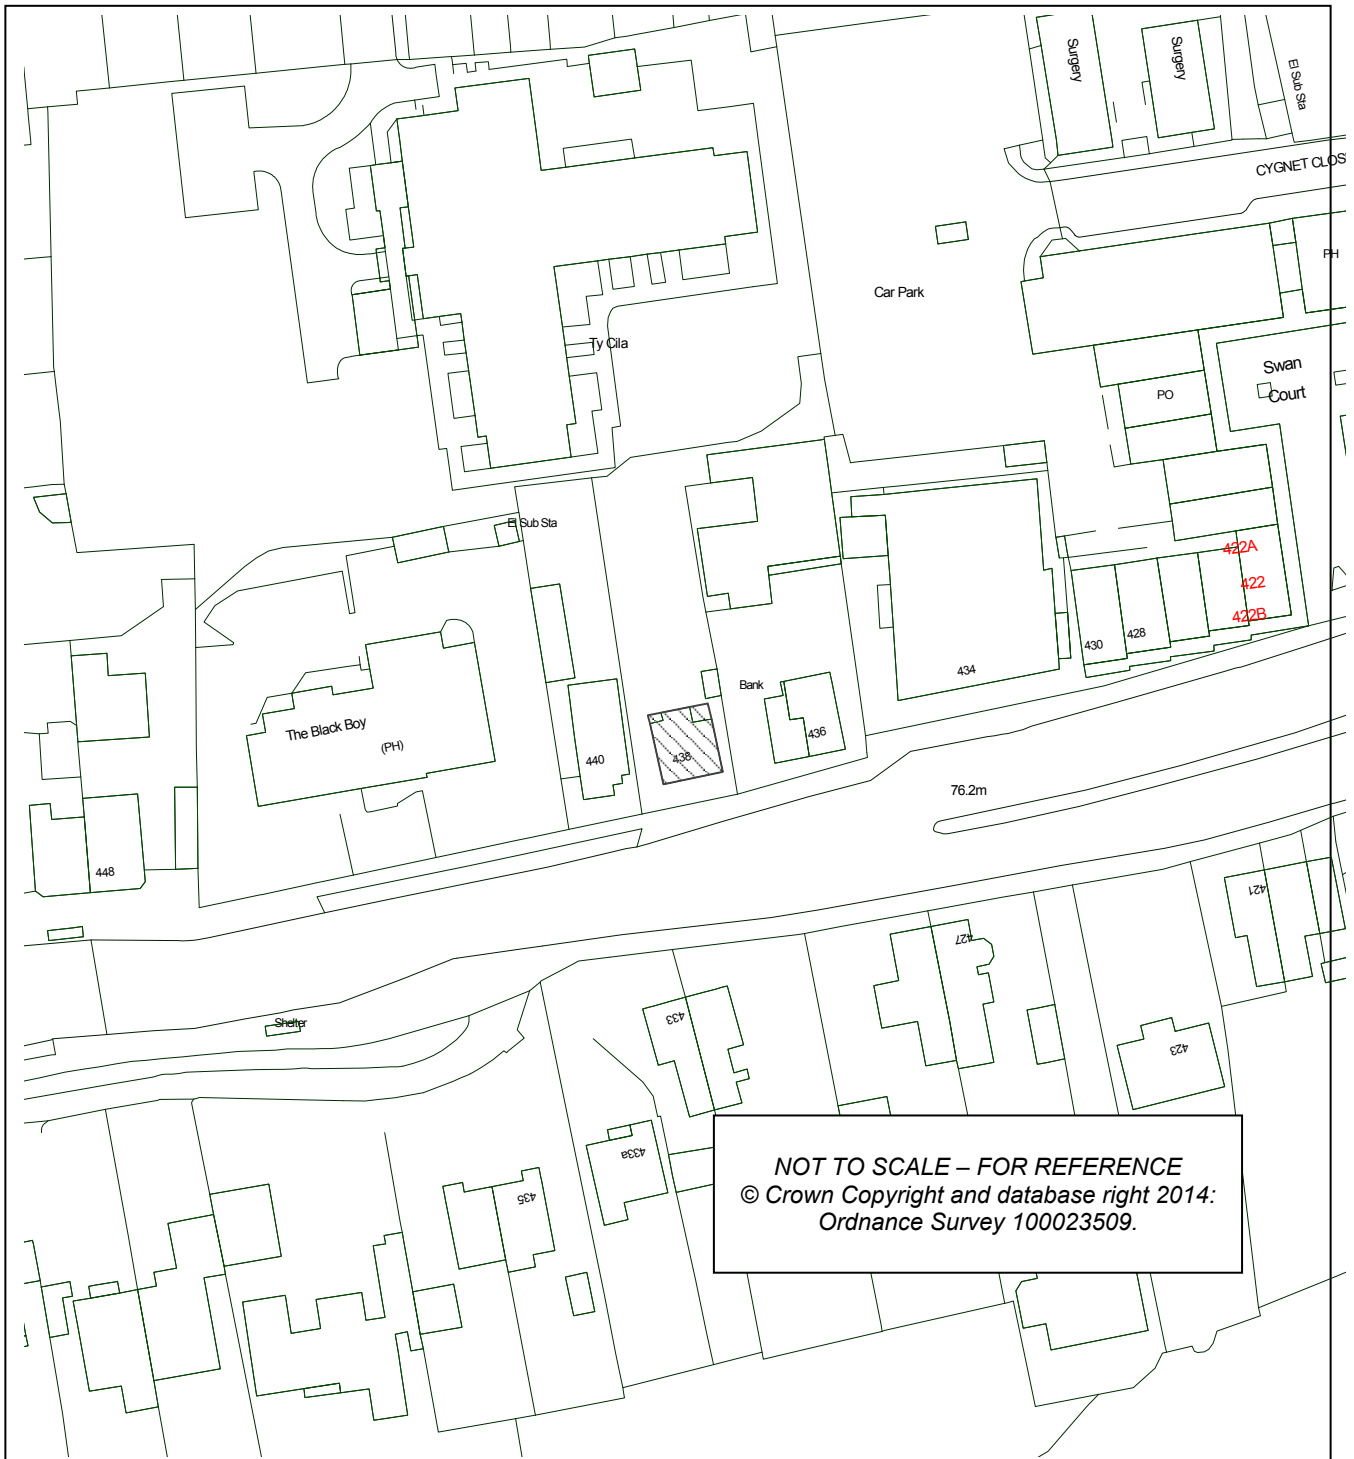 Surgery
Surgery
El Sub Sta
CYGNET CLOS
PH
Car Park
Ty Cila
Swan
Court
PO
El Sub Sta
422A
422
422B
430
428
434
Bank
436
438
440
The Black Boy
(PH)
76.2m
448
421
427
433
423
Shelter
433a
435
NOT TO SCALE – FOR REFERENCE
© Crown Copyright and database right 2014:
Ordnance Survey 100023509.